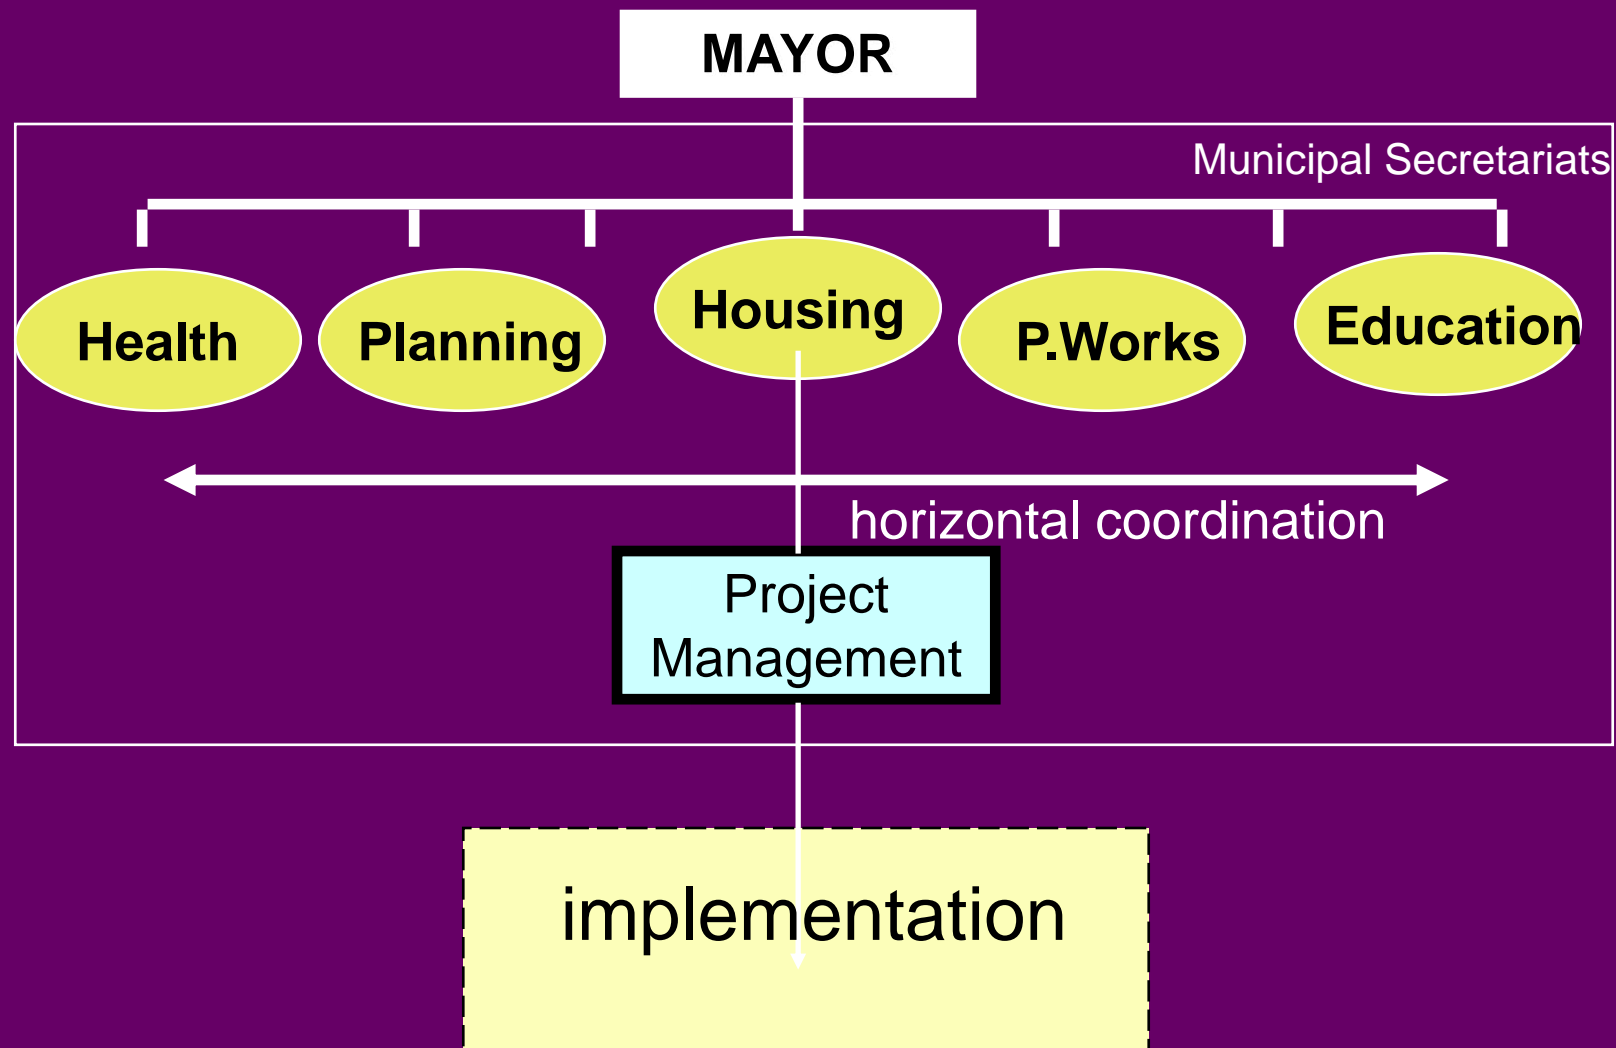 MAYOR
Municipal Secretariats
Health
Planning
Housing
P.Works
Education
horizontal coordination
Project
Management
implementation